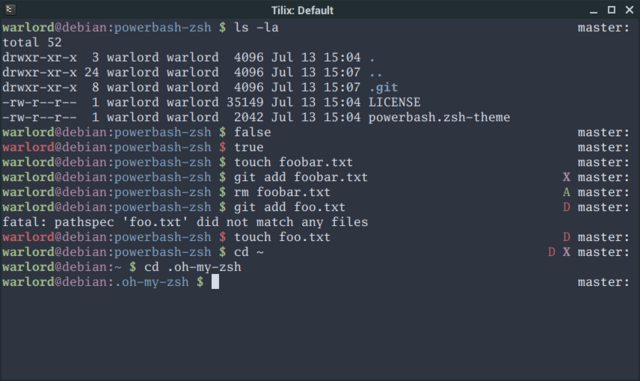 Tilix: Default
warlord@debian:powerbash-zsh $ ls -la master:
total 52
drwxr-xr-x 3 warlord warlord 4096 Jul 13 15:04 .
drwxr-xr-x 24 warlord warlord 4096 Jul 13 15:07 ..
drwxr-xr-x 8 warlord warlord 4096 Jul 13 15:07 .git
-rw-r--r-- 1 warlord warlord 35149 Jul 13 15:04 LICENSE
-rw-r--r-- 1 warlord warlord 2042 Jul 13 15:04 powerbash.zsh-theme
warlord@debian:powerbash-zsh $ false master:
warlord@debian:powerbash-zsh $ true master:
warlord@debian:powerbash-zsh $ touch foobar.txt master:
warlord@debian:powerbash-zsh $ git add foobar.txt X master:
warlord@debian:powerbash-zsh $ rm foobar.txt A master:
warlord@debian:powerbash-zsh $ git add foo.txt D master:
fatal: pathspec 'foo.txt' did not match any files
warlord@debian:powerbash-zsh $ touch foo.txt D master:
warlord@debian:powerbash-zsh $ cd ~ D X master:
warlord@debian:~ $ cd .oh-my-zsh
warlord@debian:.oh-my-zsh $ master: